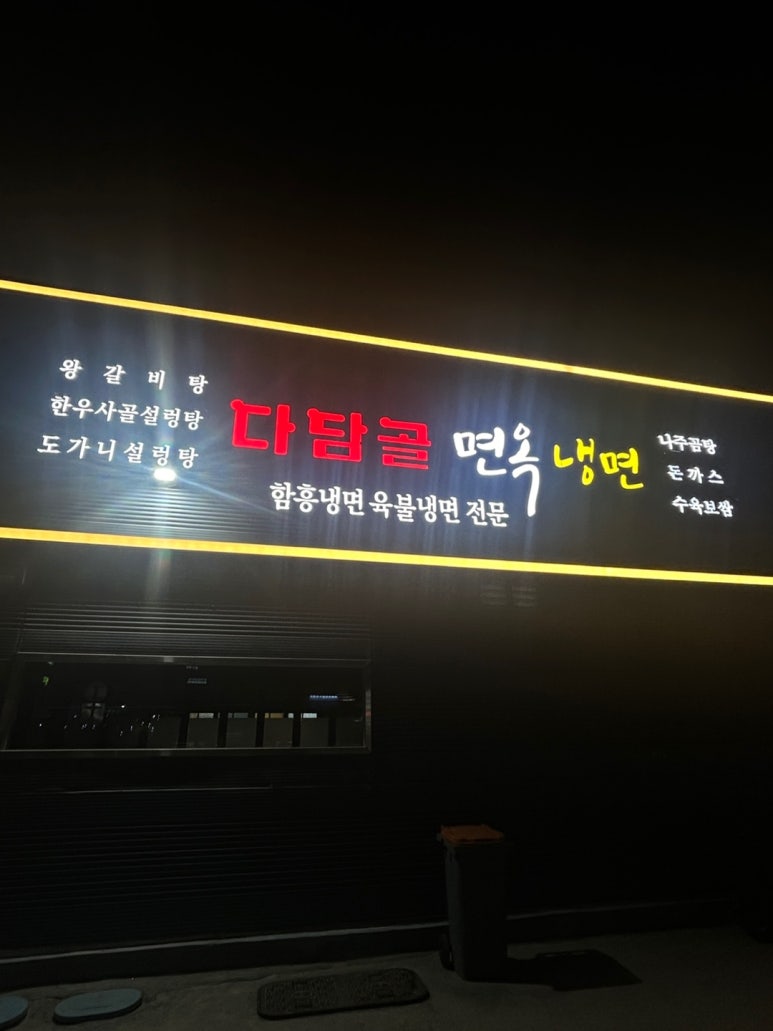 왕갈비탕
한우사골설렁탕
도가니설렁탕
다담골 면옥 냉면
함흥냉면 육불냉면 전문
나주곰탕
돈까스
수육보쌈